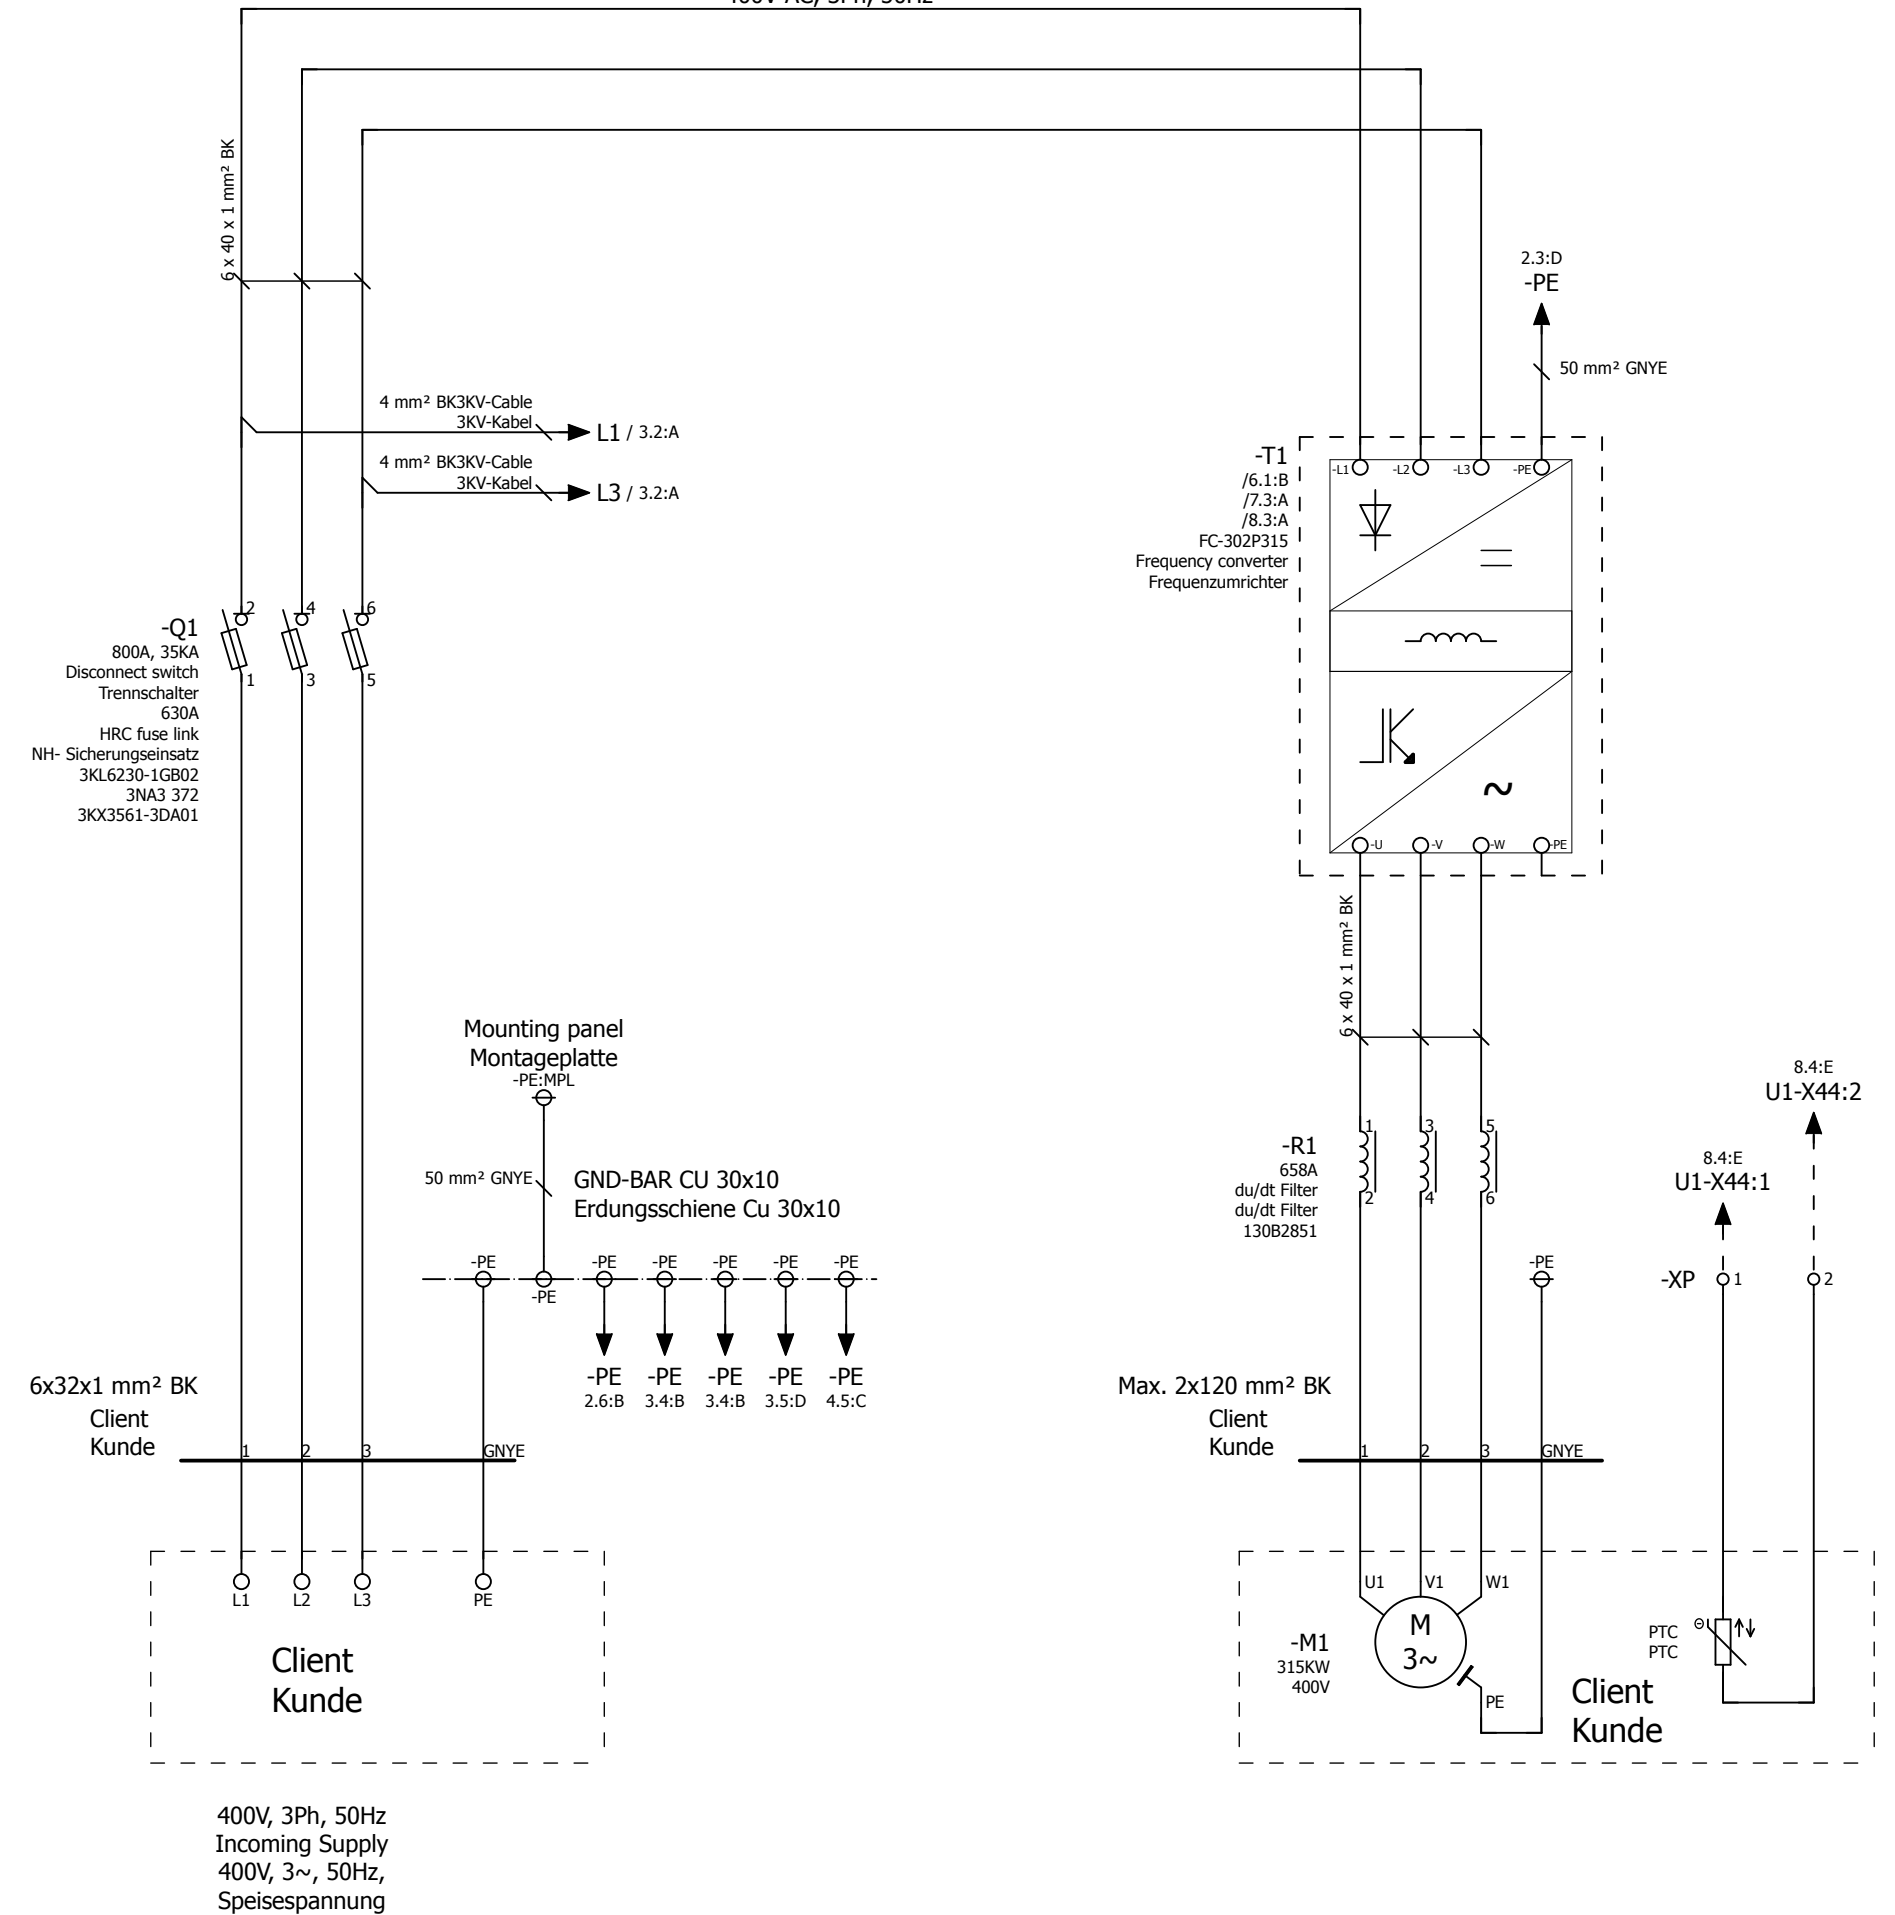 400V AC, 3Ph, 50Hz
6 x 40 x 1 mm² BK
4 mm² BK3KV-Cable
3KV-Kabel
L1 / 3.2:A
4 mm² BK3KV-Cable
3KV-Kabel
L3 / 3.2:A
2.3:D
-PE
50 mm² GNYE
-T1
/6.1:B
/7.3:A
/8.3:A
FC-302P315
Frequency converter
Frequenzumrichter
-L1
-L2
-L3
-PE
~
-U
-V
-W
-PE
-Q1
800A, 35KA
Disconnect switch
Trennschalter
630A
HRC fuse link
NH- Sicherungseinsatz
3KL6230-1GB02
3NA3 372
3KX3561-3DA01
2
4
6
1
3
5
6 x 40 x 1 mm² BK
Mounting panel
Montageplatte
-PE:MPL
50 mm² GNYE
GND-BAR CU 30x10
Erdungsschiene Cu 30x10
-PE
-PE
-PE
-PE
-PE
-PE
-PE
-PE
2.6:B
-PE
3.4:B
-PE
3.4:B
-PE
3.5:D
-PE
4.5:C
-R1
658A
du/dt Filter
du/dt Filter
130B2851
1
3
5
2
4
6
-PE
8.4:E
U1-X44:1
8.4:E
U1-X44:2
-XP
1
2
6x32x1 mm² BK
Client
Kunde
1
2
3
GNYE
Max. 2x120 mm² BK
Client
Kunde
1
2
3
GNYE
L1
L2
L3
PE
Client
Kunde
U1
V1
W1
M
3~
-M1
315KW
400V
PE
PTC
PTC
Θ
Client
Kunde
400V, 3Ph, 50Hz
Incoming Supply
400V, 3~, 50Hz,
Speisespannung